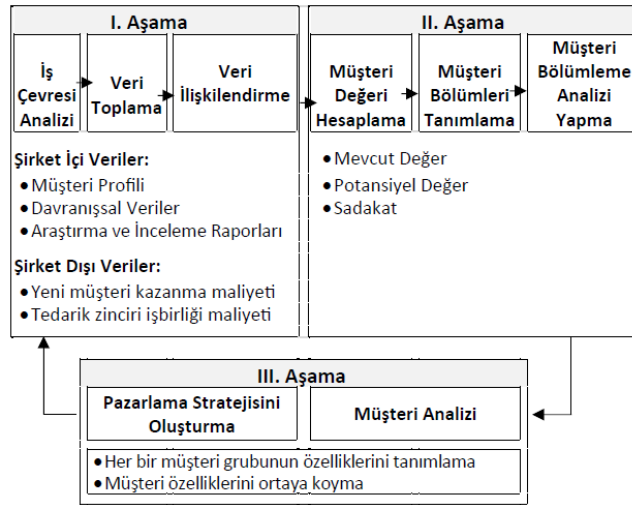 I. Aşama
İş
Çevresi
Analizi
Veri
Toplama
Veri
İlişkilendirme
Şirket İçi Veriler:
• Müşteri Profili
• Davranışsal Veriler
• Araştırma ve İnceleme Raporları
Şirket Dışı Veriler:
• Yeni müşteri kazanma maliyeti
• Tedarik zinciri işbirliği maliyeti
II. Aşama
Müşteri
Değeri
Hesaplama
Müşteri
Bölümleri
Tanımlama
Müşteri
Bölümleme
Analizi
Yapma
• Mevcut Değer
• Potansiyel Değer
• Sadakat
III. Aşama
Pazarlama Stratejisini
Oluşturma
Müşteri Analizi
• Her bir müşteri grubunun özelliklerini tanımlama
• Müşteri özelliklerini ortaya koyma